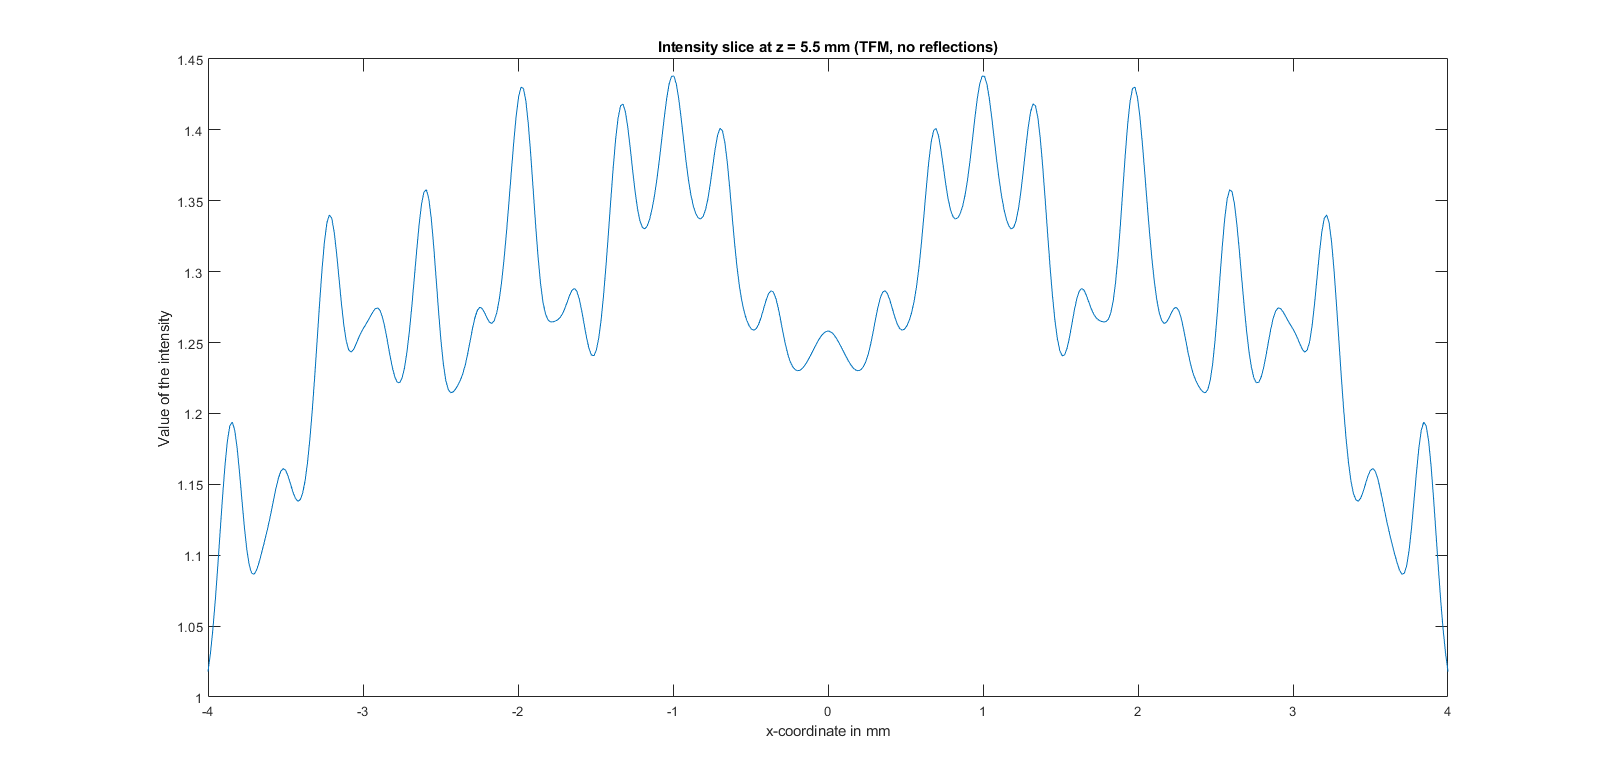 Intensity slice at z = 5.5 mm (TFM, no reflections)
1.45
1.4
1.35
1.3
1.25
1.2
1.15
1.1
1.05
1
Value of the intensity
-4 -3 -2 -1 0 1 2 3 4
x-coordinate in mm